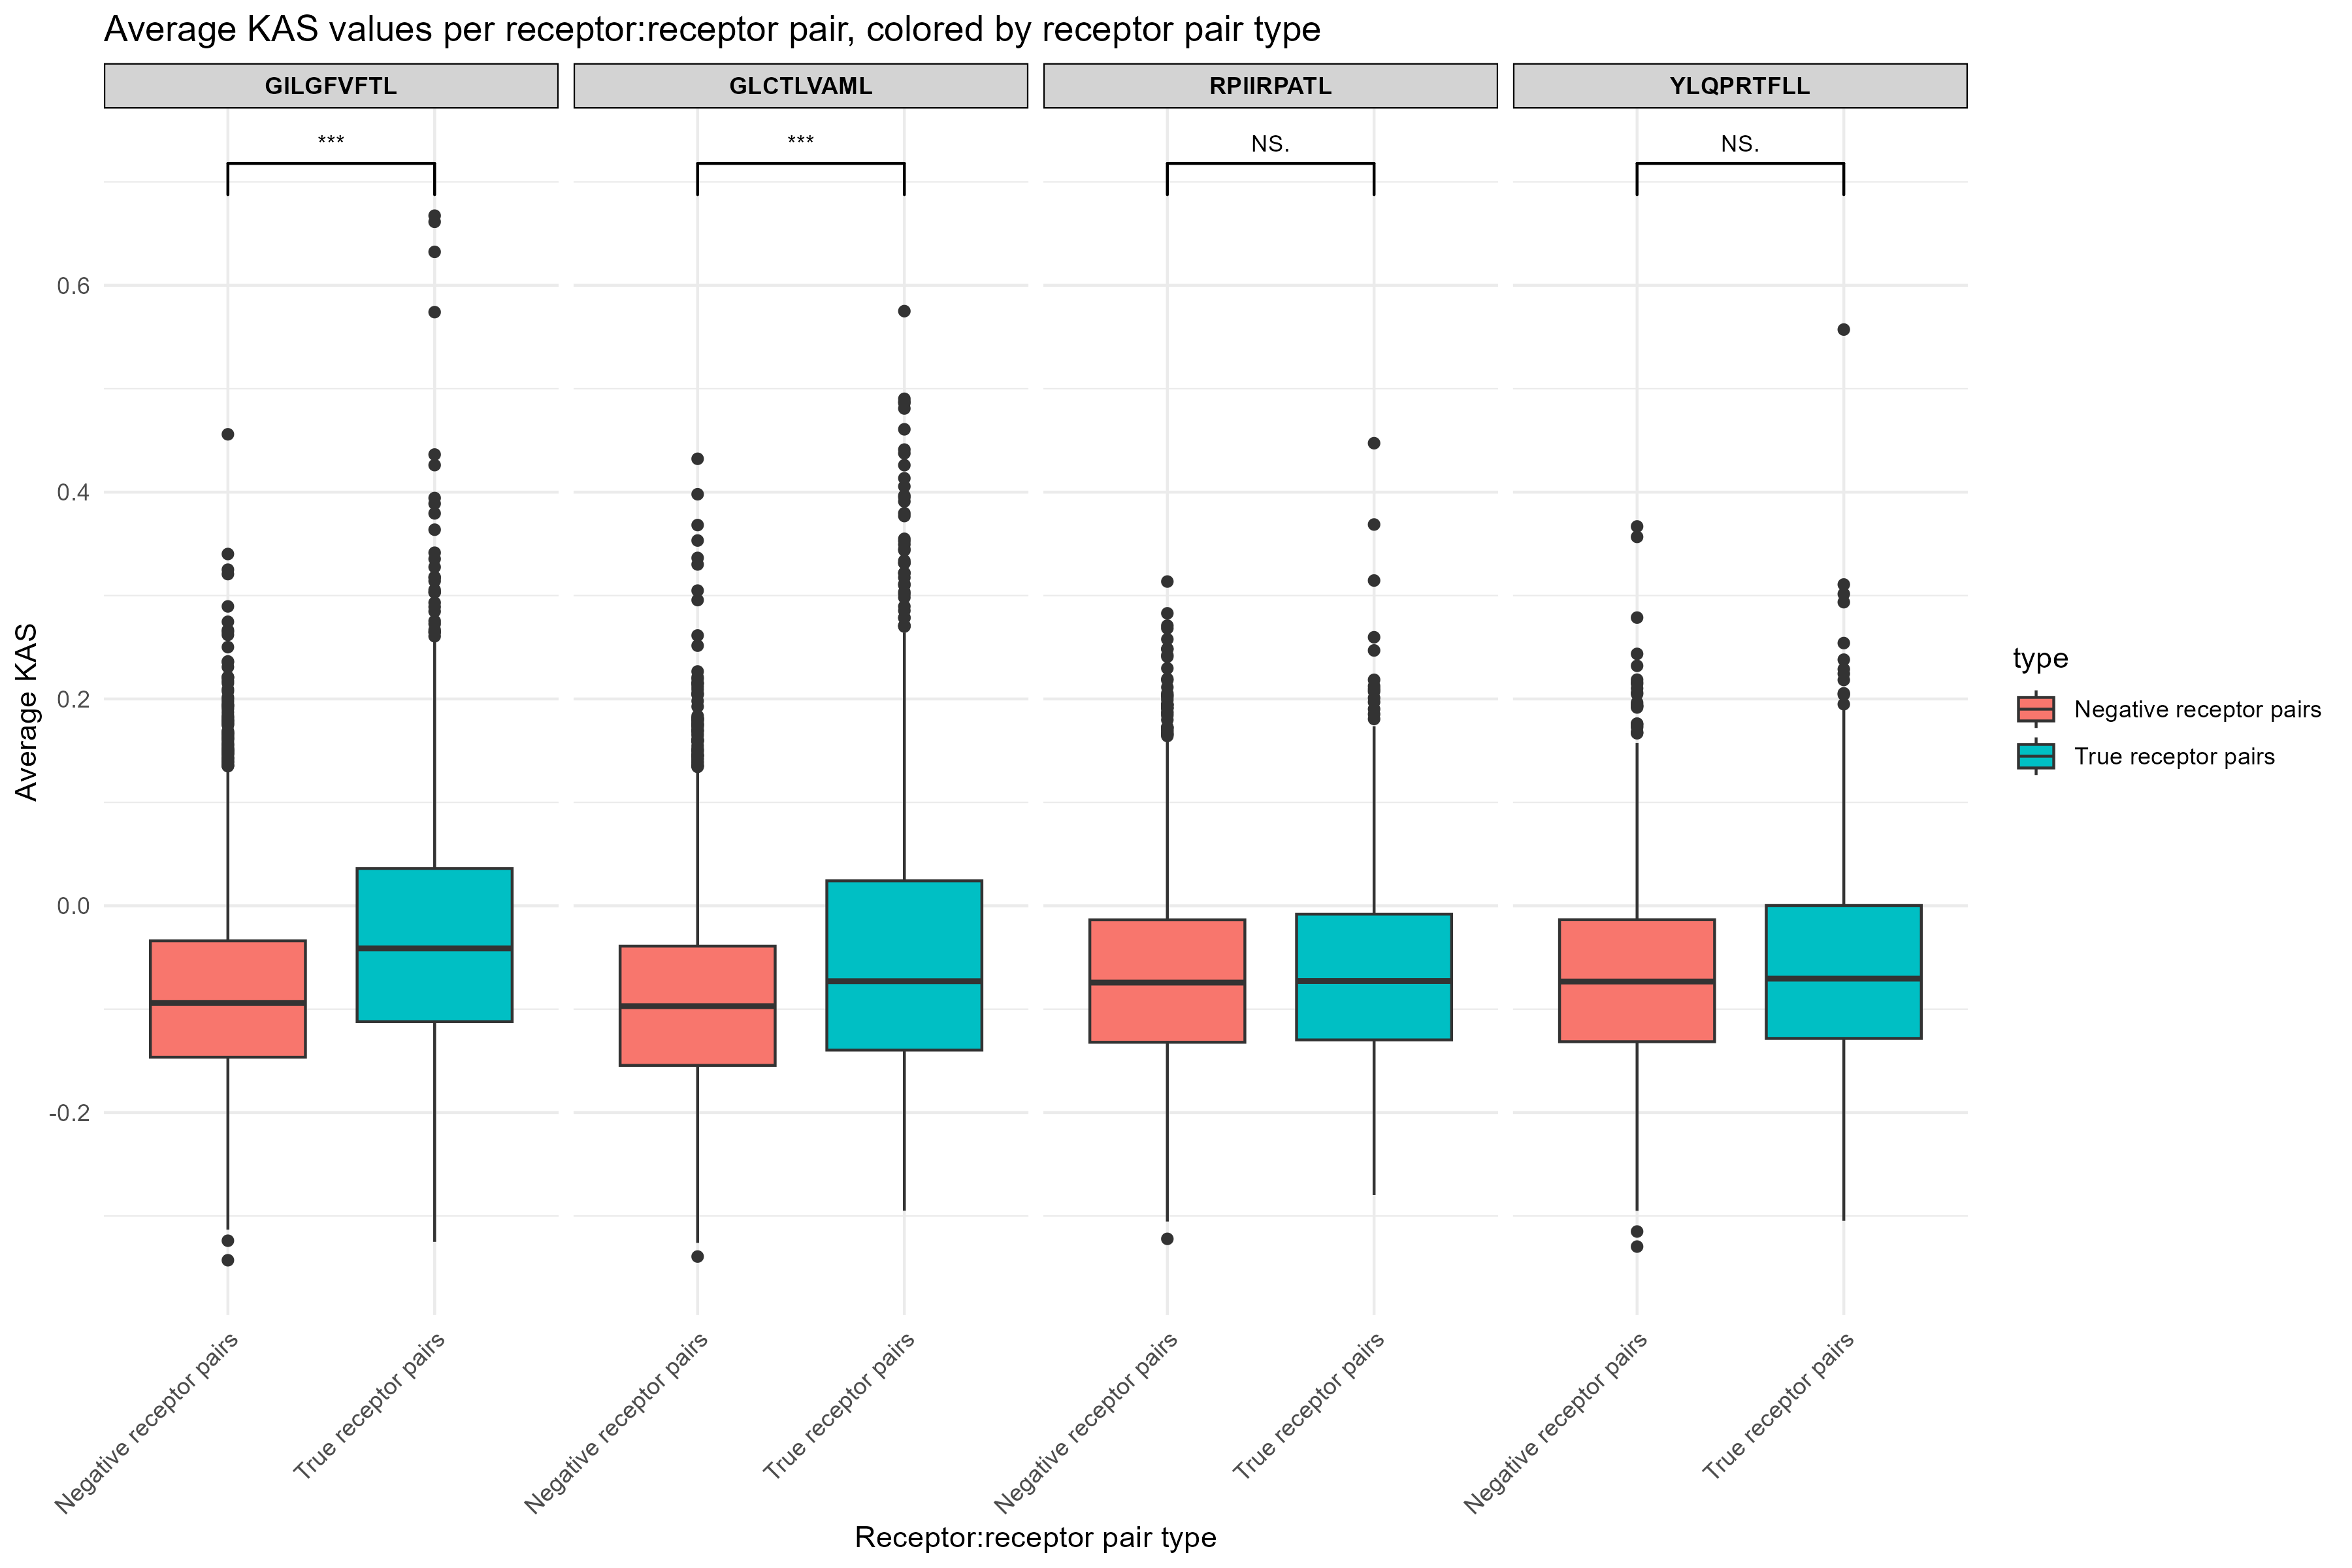 Average KAS values per receptor:receptor pair, colored by receptor pair type
GILGFVFTL
GLCTLVAML
RPIIRPATL
YLQPRTFLL
***
***
NS.
NS.
0.6
0.4
0.2
0.0
-0.2
Average KAS
Negative receptor pairs
True receptor pairs
Negative receptor pairs
True receptor pairs
Negative receptor pairs
True receptor pairs
Negative receptor pairs
True receptor pairs
Receptor:receptor pair type
type
Negative receptor pairs
True receptor pairs